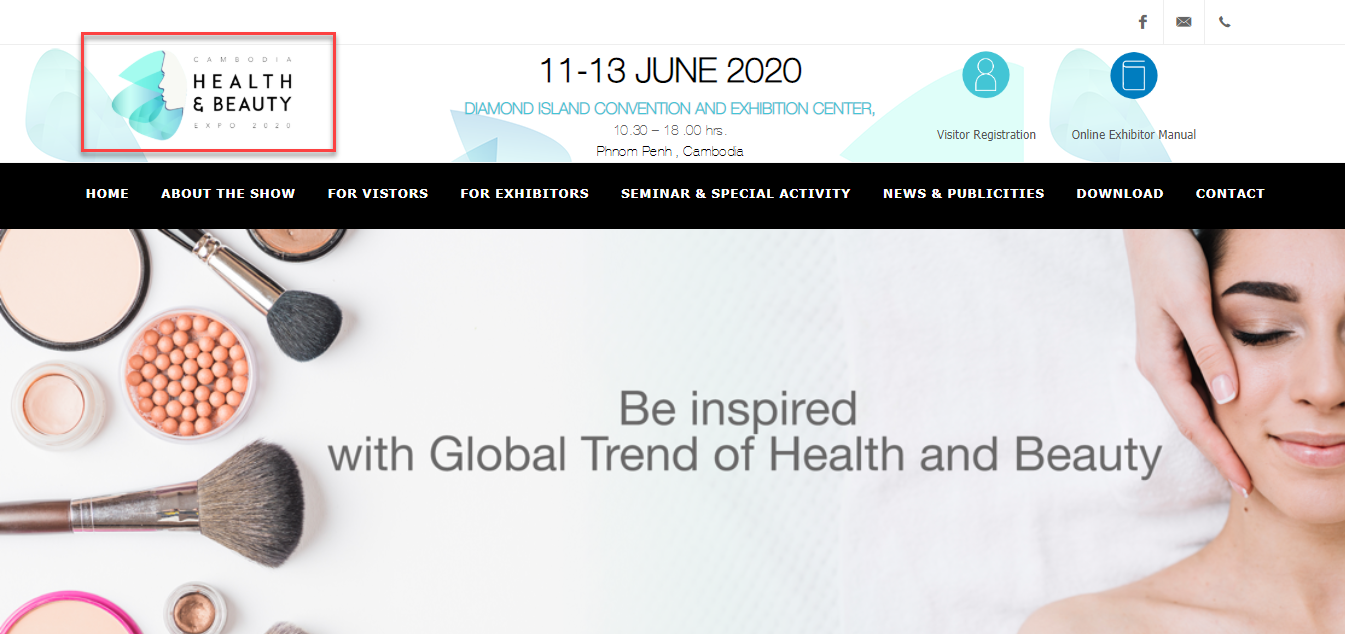 CAMBODIA
HEALTH
& BEAUTY
EXPO 2020
11-13 JUNE 2020
DIAMOND ISLAND CONVENTION AND EXHIBITION CENTER,
10.30 – 18 .00 hrs.
Phnom Penh , Cambodia
Visitor Registration
Online Exhibitor Manual
HOME ABOUT THE SHOW FOR VISTORS FOR EXHIBITORS SEMINAR & SPECIAL ACTIVITY NEWS & PUBLICITIES DOWNLOAD CONTACT
Be inspired
with Global Trend of Health and Beauty